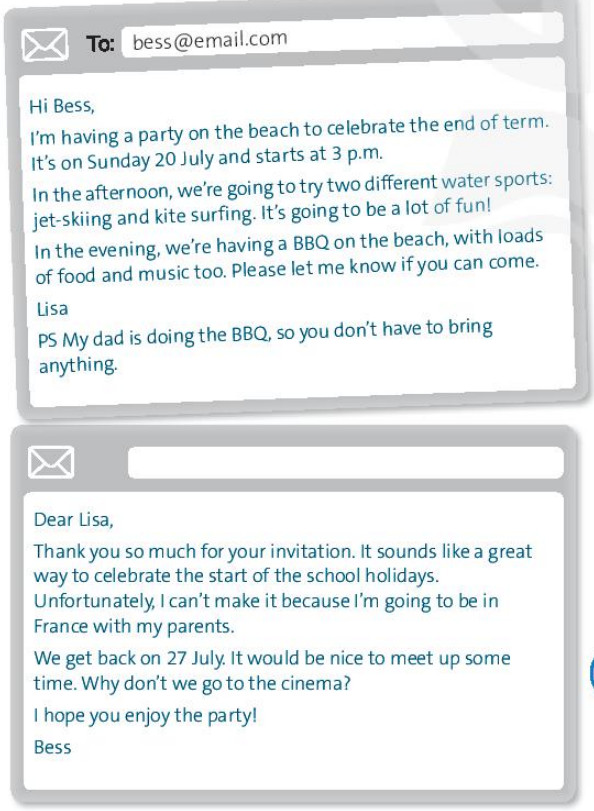 To: bess@email.com
Hi Bess,
I'm having a party on the beach to celebrate the end of term.
It's on Sunday 20 July and starts at 3 p.m.
In the afternoon, we're going to try two different water sports:
jet-skiing and kite surfing. It's going to be a lot of fun!
In the evening, we're having a BBQ on the beach, with loads
of food and music too. Please let me know if you can come.
Lisa
PS My dad is doing the BBQ, so you don't have to bring
anything.
Dear Lisa,
Thank you so much for your invitation. It sounds like a great
way to celebrate the start of the school holidays.
Unfortunately, I can't make it because I'm going to be in
France with my parents.
We get back on 27 July. It would be nice to meet up some
time. Why don't we go to the cinema?
I hope you enjoy the party!
Bess